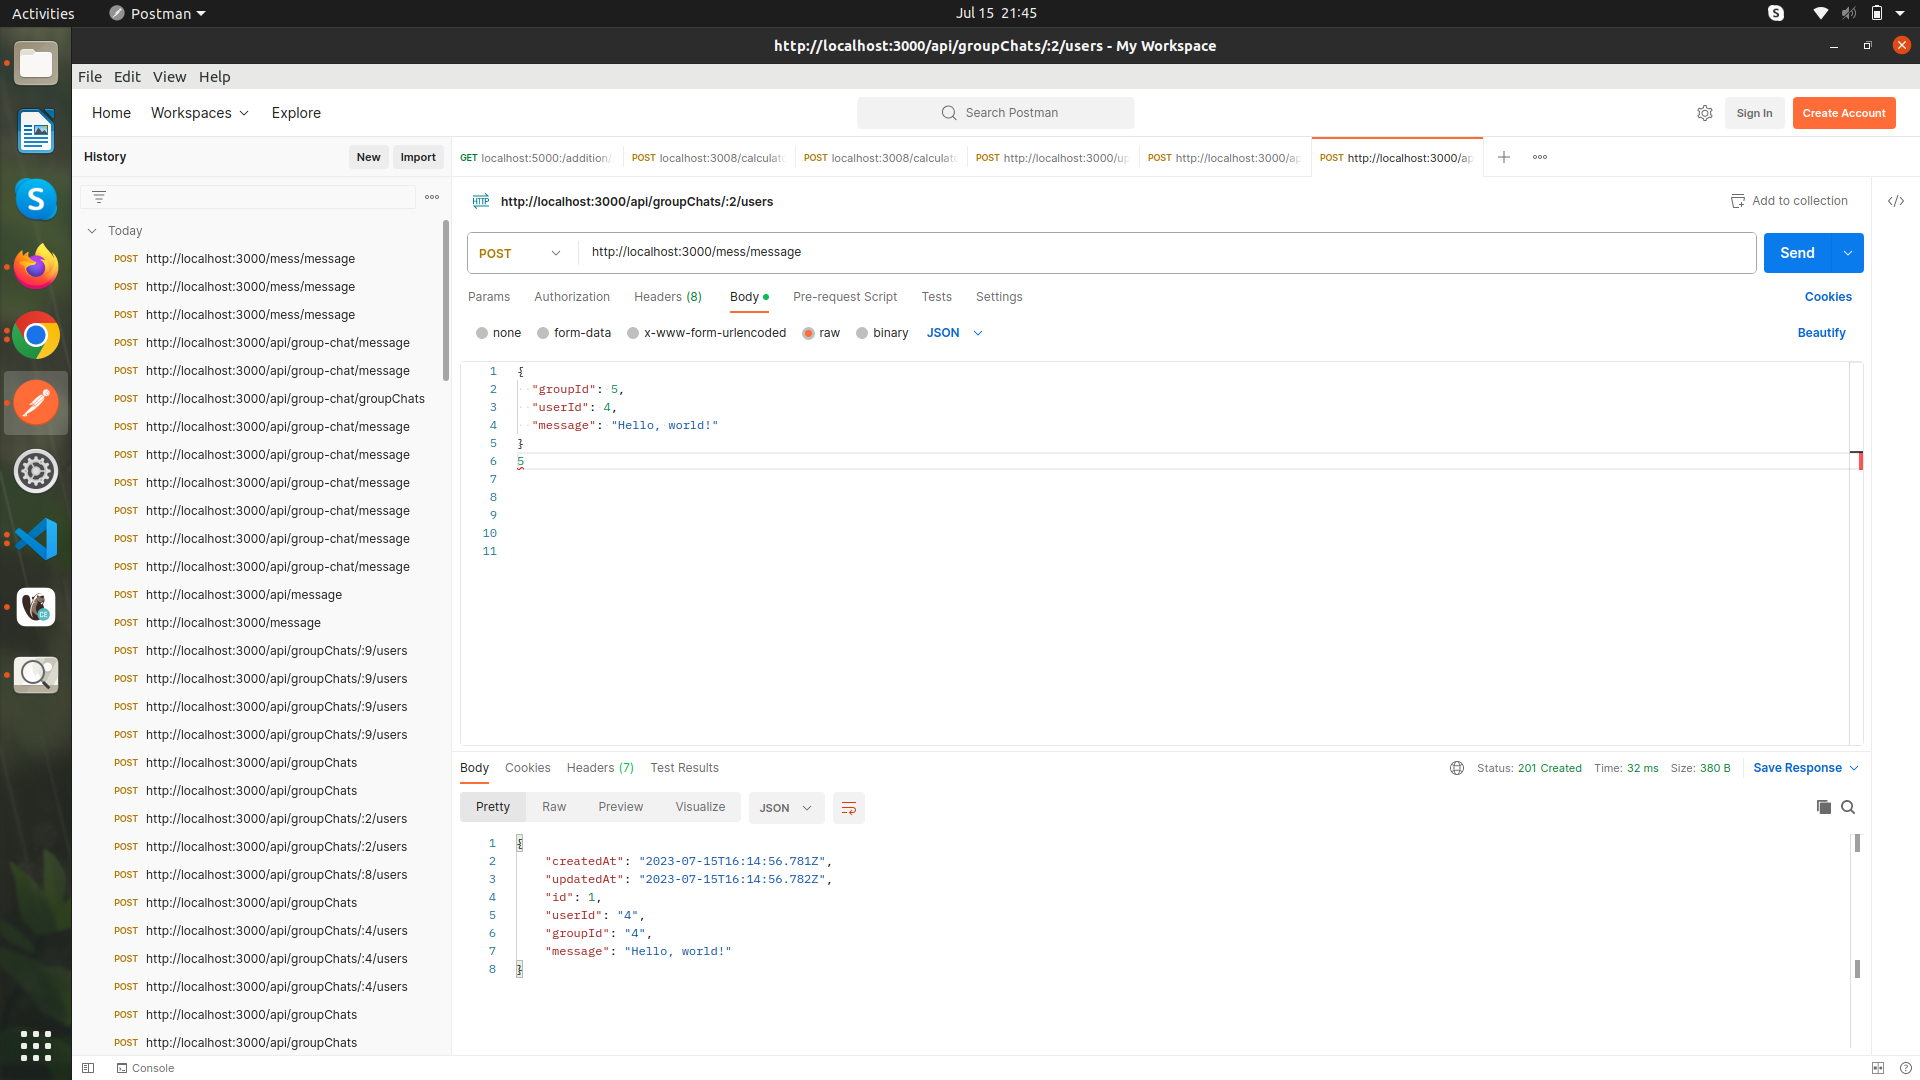 Activities
Postman
Jul 15 21:45
http://localhost:3000/api/groupChats/:2/users - My Workspace
File Edit View Help
Home Workspaces Explore
Search Postman
Sign In
Create Account
History
New
Import
GET localhost:5000:/addition/
POST localhost:3008/calculat
POST localhost:3008/calculat
POST http://localhost:3000/up
POST http://localhost:3000/ap
POST http://localhost:3000/ap
Today
POST http://localhost:3000/mess/message
POST http://localhost:3000/mess/message
POST http://localhost:3000/mess/message
POST http://localhost:3000/api/group-chat/message
POST http://localhost:3000/api/group-chat/message
POST http://localhost:3000/api/group-chat/groupChats
POST http://localhost:3000/api/group-chat/message
POST http://localhost:3000/api/group-chat/message
POST http://localhost:3000/api/group-chat/message
POST http://localhost:3000/api/group-chat/message
POST http://localhost:3000/api/group-chat/message
POST http://localhost:3000/api/group-chat/message
POST http://localhost:3000/api/message
POST http://localhost:3000/message
POST http://localhost:3000/api/groupChats/:9/users
POST http://localhost:3000/api/groupChats/:9/users
POST http://localhost:3000/api/groupChats/:9/users
POST http://localhost:3000/api/groupChats/:9/users
POST http://localhost:3000/api/groupChats
POST http://localhost:3000/api/groupChats
POST http://localhost:3000/api/groupChats/:2/users
POST http://localhost:3000/api/groupChats/:2/users
POST http://localhost:3000/api/groupChats/:8/users
POST http://localhost:3000/api/groupChats
POST http://localhost:3000/api/groupChats/:4/users
POST http://localhost:3000/api/groupChats/:4/users
POST http://localhost:3000/api/groupChats/:4/users
POST http://localhost:3000/api/groupChats
POST http://localhost:3000/api/groupChats
HTTP
http://localhost:3000/api/groupChats/:2/users
Add to collection
POST
http://localhost:3000/mess/message
Send
Params Authorization Headers (8) Body Pre-request Script Tests Settings
Cookies
none form-data x-www-form-urlencoded raw binary JSON
Beautify
1 {
2 "groupId": 5,
3 "userId": 4,
4 "message": "Hello, world!"
5 }
6 5
7
8
9
10
11
Body Cookies Headers (7) Test Results
Status: 201 Created Time: 32 ms Size: 380 B
Save Response
Pretty Raw Preview Visualize JSON
1 {
2 "createdAt": "2023-07-15T16:14:56.781Z",
3 "updatedAt": "2023-07-15T16:14:56.782Z",
4 "id": 1,
5 "userId": "4",
6 "groupId": "4",
7 "message": "Hello, world!"
8 }
Console